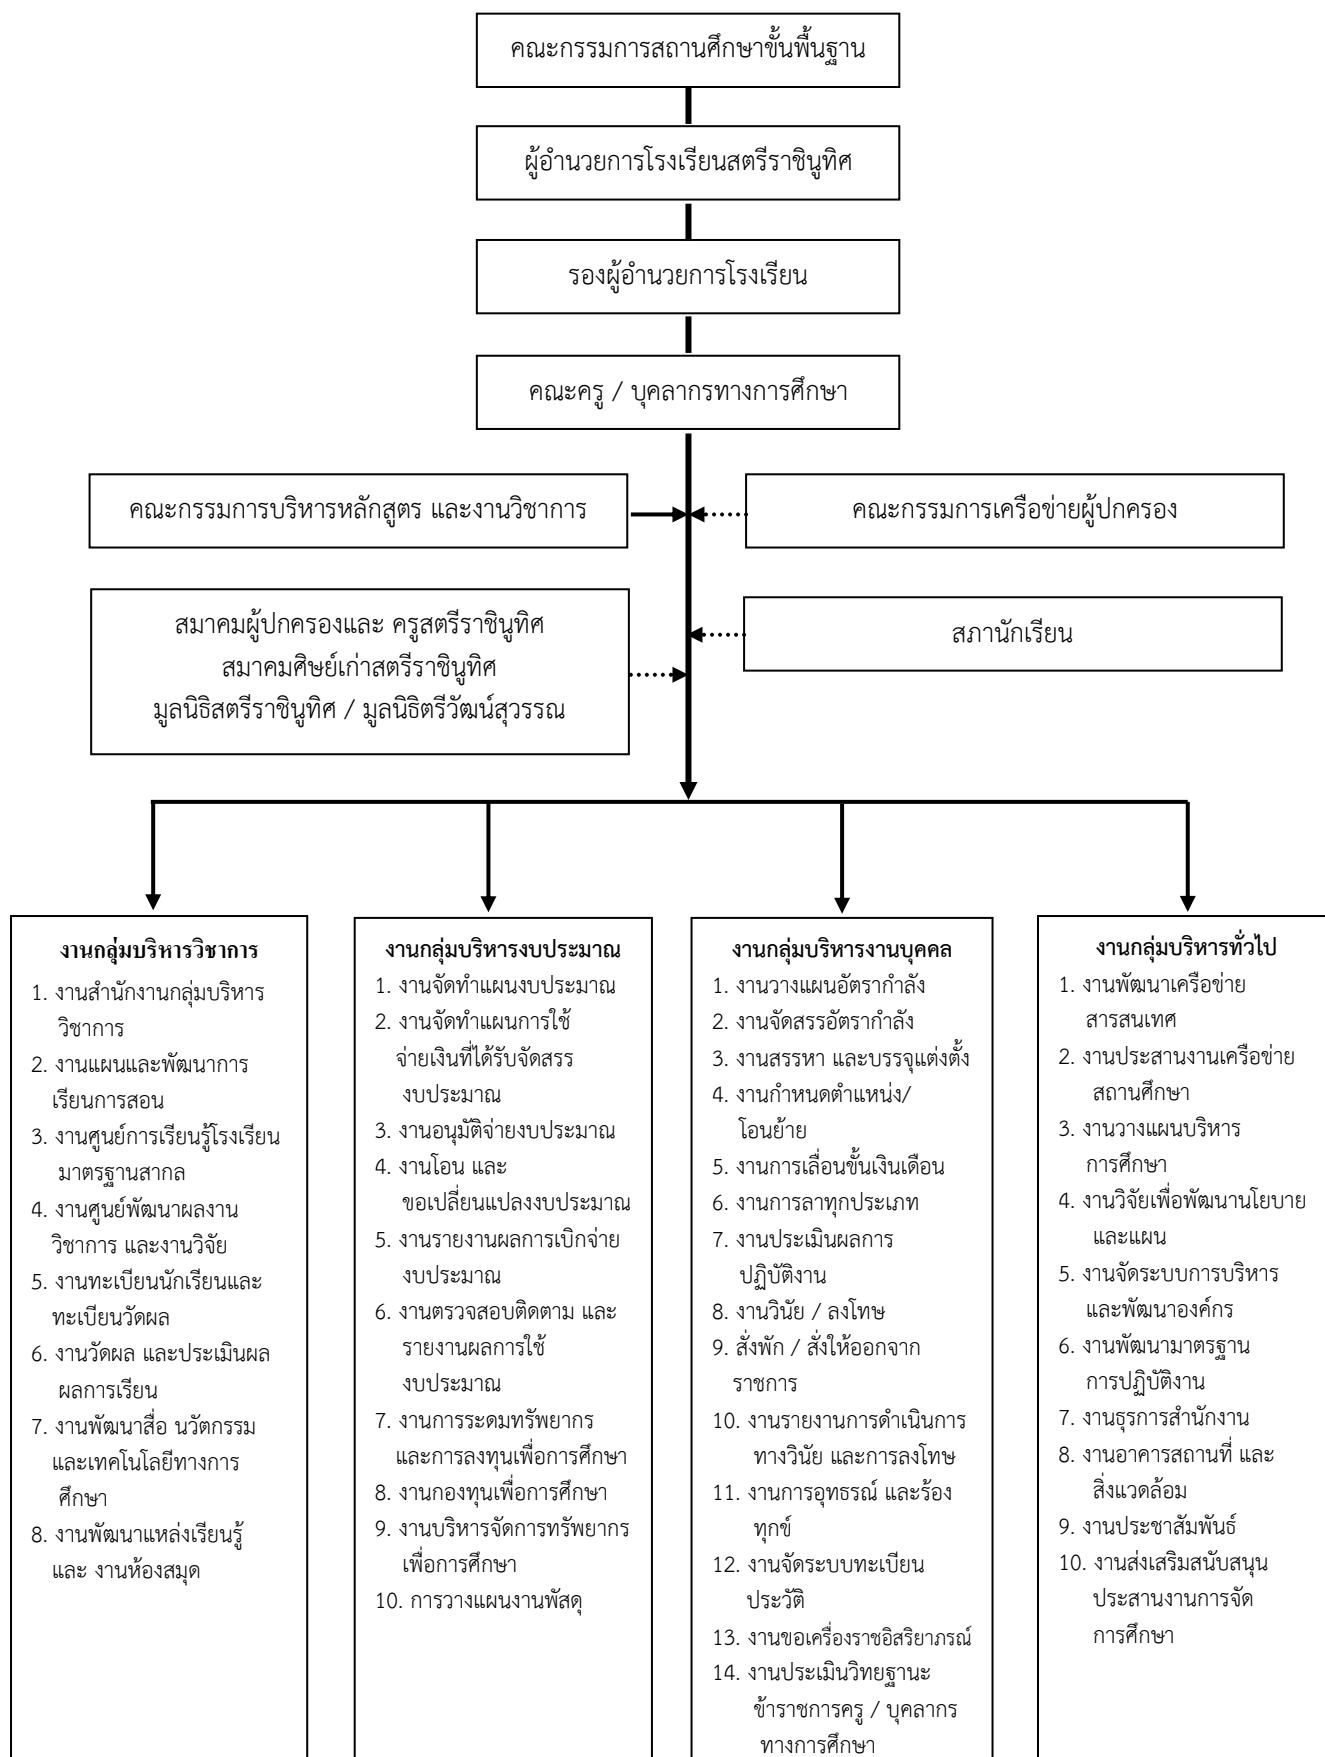 คณะกรรมการสถานศึกษาขั้นพื้นฐาน
ผู้อำนวยการโรงเรียนสตรีราชินูทิศ
รองผู้อำนวยการโรงเรียน
คณะครู / บุคลากรทางการศึกษา
คณะกรรมการบริหารหลักสูตร และงานวิชาการ
คณะกรรมการเครือข่ายผู้ปกครอง
สมาคมผู้ปกครองและ ครูสตรีราชินูทิศ
สมาคมศิษย์เก่าสตรีราชินูทิศ
มูลนิธิสตรีราชินูทิศ / มูลนิธิตรีวัฒน์สุวรรณ
สภานักเรียน
งานกลุ่มบริหารวิชาการ
1. งานสำนักงานกลุ่มบริหาร
วิชาการ
2. งานแผนและพัฒนาการ
เรียนการสอน
3. งานศูนย์การเรียนรู้โรงเรียน
มาตรฐานสากล
4. งานศูนย์พัฒนาผลงาน
วิชาการ และงานวิจัย
5. งานทะเบียนนักเรียนและ
ทะเบียนวัดผล
6. งานวัดผล และประเมินผล
ผลการเรียน
7. งานพัฒนาสื่อ นวัตกรรม
และเทคโนโลยีทางการ
ศึกษา
8. งานพัฒนาแหล่งเรียนรู้
และ งานห้องสมุด
งานกลุ่มบริหารงบประมาณ
1. งานจัดทำแผนงบประมาณ
2. งานจัดทำแผนการใช้
จ่ายเงินที่ได้รับจัดสรร
งบประมาณ
3. งานอนุมัติจ่ายงบประมาณ
4. งานโอน และ
ขอเปลี่ยนแปลงงบประมาณ
5. งานรายงานผลการเบิกจ่าย
งบประมาณ
6. งานตรวจสอบติดตาม และ
รายงานผลการใช้
งบประมาณ
7. งานการระดมทรัพยากร
และการลงทุนเพื่อการศึกษา
8. งานกองทุนเพื่อการศึกษา
9. งานบริหารจัดการทรัพยากร
เพื่อการศึกษา
10. การวางแผนงานพัสดุ
งานกลุ่มบริหารงานบุคคล
1. งานวางแผนอัตรากำลัง
2. งานจัดสรรอัตรากำลัง
3. งานสรรหา และบรรจุแต่งตั้ง
4. งานกำหนดตำแหน่ง/
โอนย้าย
5. งานการเลื่อนขั้นเงินเดือน
6. งานการลาทุกประเภท
7. งานประเมินผลการ
ปฏิบัติงาน
8. งานวินัย / ลงโทษ
9. สั่งพัก / สั่งให้ออกจาก
ราชการ
10. งานรายงานการดำเนินการ
ทางวินัย และการลงโทษ
11. งานการอุทธรณ์ และร้อง
ทุกข์
12. งานจัดระบบทะเบียน
ประวัติ
13. งานขอเครื่องราชอิสริยาภรณ์
14. งานประเมินวิทยฐานะ
ข้าราชการครู / บุคลากร
ทางการศึกษา
งานกลุ่มบริหารทั่วไป
1. งานพัฒนาเครือข่าย
สารสนเทศ
2. งานประสานงานเครือข่าย
สถานศึกษา
3. งานวางแผนบริหาร
การศึกษา
4. งานวิจัยเพื่อพัฒนานโยบาย
และแผน
5. งานจัดระบบการบริหาร
และพัฒนาองค์กร
6. งานพัฒนามาตรฐาน
การปฏิบัติงาน
7. งานธุรการสำนักงาน
8. งานอาคารสถานที่ และ
สิ่งแวดล้อม
9. งานประชาสัมพันธ์
10. งานส่งเสริมสนับสนุน
ประสานงานการจัด
การศึกษา